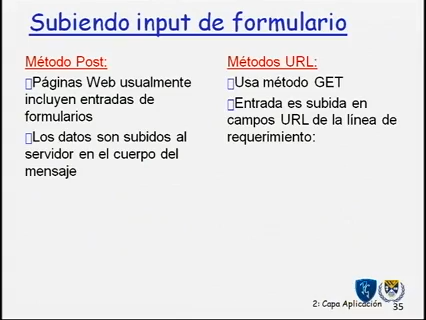 Subiendo input de formulario
Método Post:
Páginas Web usualmente
incluyen entradas de
formularios
Los datos son subidos al
servidor en el cuerpo del
mensaje
Métodos URL:
Usa método GET
Entrada es subida en
campos URL de la línea de
requerimiento:
2: Capa Aplicación
35